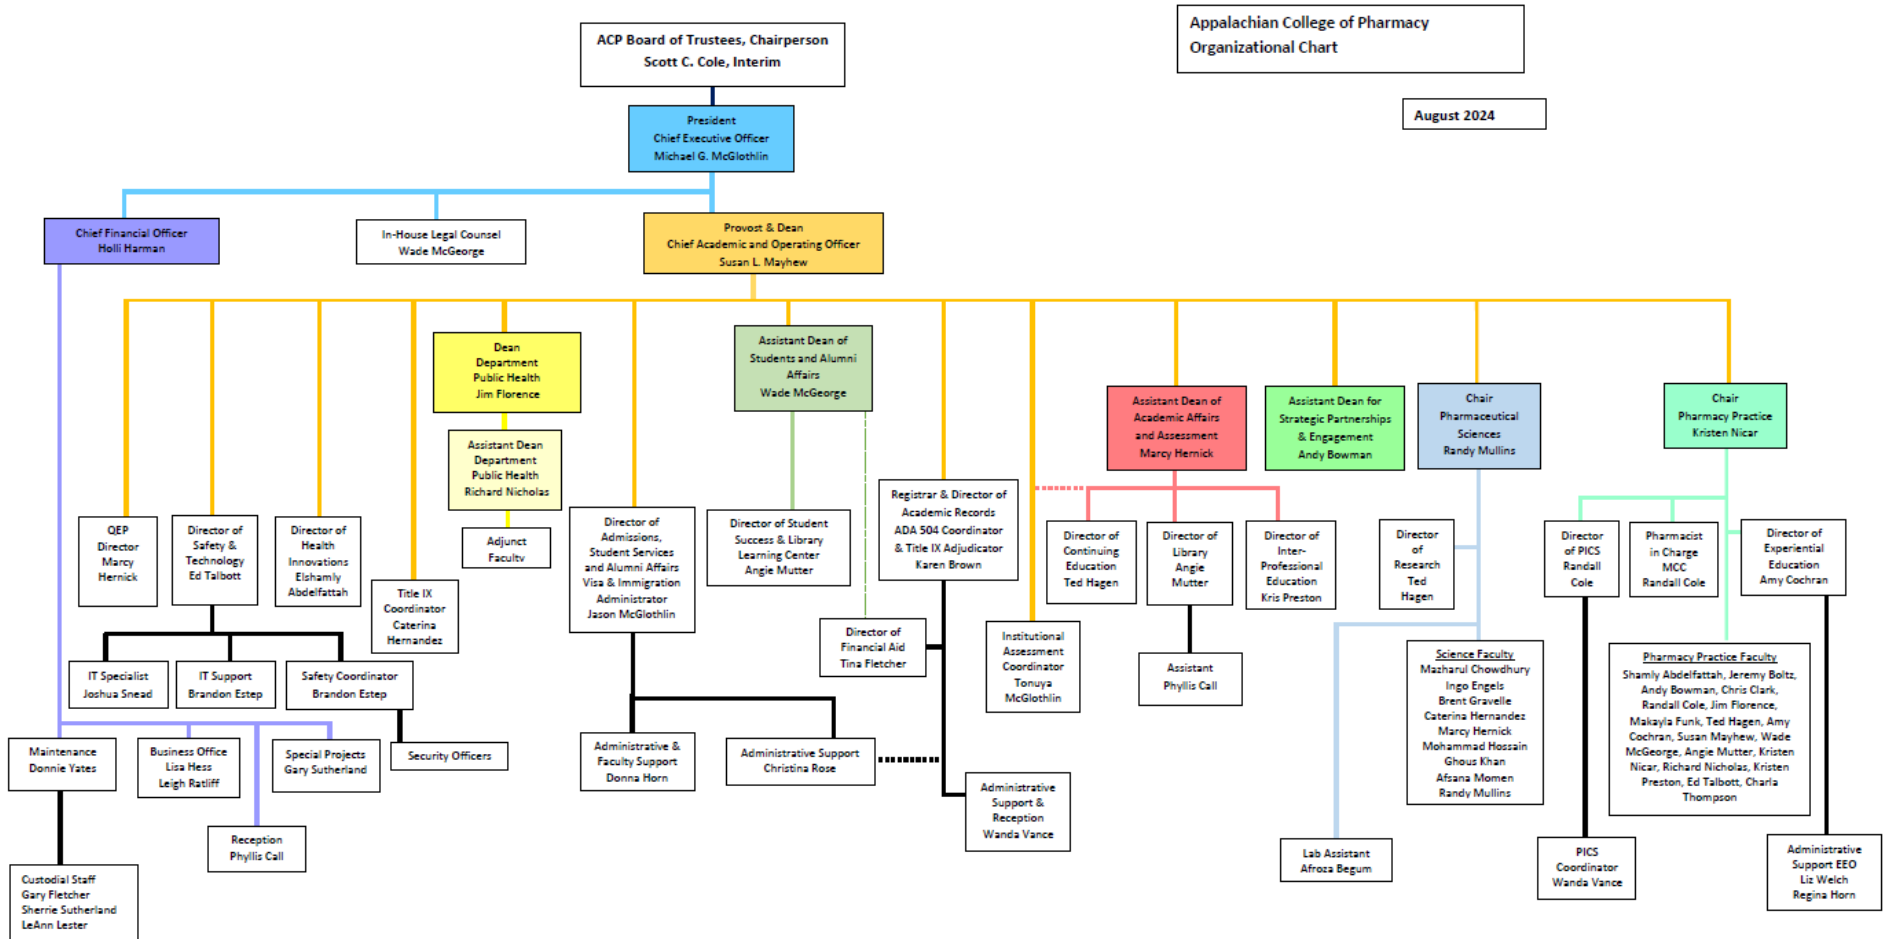 Appalachian College of Pharmacy
Organizational Chart
ACP Board of Trustees, Chairperson
Scott C. Cole, Interim
August 2024
President
Chief Executive Officer
Michael G. McGlothlin
Chief Financial Officer
Holli Harman
In-House Legal Counsel
Wade McGeorge
Provost & Dean
Chief Academic and Operating Officer
Susan L. Mayhew
Dean
Department
Public Health
Jim Florence
Assistant Dean
Department
Public Health
Richard Nicholas
Adjunct
Faculty
Assistant Dean of
Students and Alumni
Affairs
Wade McGeorge
Assistant Dean of
Academic Affairs
and Assessment
Marcy Hernick
Assistant Dean for
Strategic Partnerships
& Engagement
Andy Bowman
Chair
Pharmaceutical
Sciences
Randy Mullins
Chair
Pharmacy Practice
Kristen Nicar
QEP
Director
Marcy
Hernick
Director of
Safety &
Technology
Ed Talbott
Director of
Health
Innovations
Elshamly
Abdelfattah
Title IX
Coordinator
Caterina
Hernandez
Director of
Admissions,
Student Services
and Alumni Affairs
Visa & Immigration
Administrator
Jason McGlothlin
Director of Student
Success & Library
Learning Center
Angie Mutter
Registrar & Director of
Academic Records
ADA 504 Coordinator
& Title IX Adjudicator
Karen Brown
Director of
Financial Aid
Tina Fletcher
Institutional
Assessment
Coordinator
Tonuya
McGlothlin
Director of
Continuing
Education
Ted Hagen
Director of
Library
Angie
Mutter
Director of
Inter-
Professional
Education
Kris Preston
Assistant
Phyllis Call
Director
of
Research
Ted
Hagen
Director
of PICS
Randall
Cole
Pharmacist
in Charge
MCC
Randall Cole
Director of
Experiential
Education
Amy Cochran
IT Specialist
Joshua Snead
IT Support
Brandon Estep
Safety Coordinator
Brandon Estep
Security Officers
Science Faculty
Mazharul Chowdhury
Ingo Engels
Brent Gravelle
Caterina Hernandez
Marcy Hernick
Mohammad Hossain
Ghous Khan
Afsana Momen
Randy Mullins
Pharmacy Practice Faculty
Shamly Abdelfattah, Jeremy Boltz,
Andy Bowman, Chris Clark,
Randall Cole, Jim Florence,
Makayla Funk, Ted Hagen, Amy
Cochran, Susan Mayhew, Wade
McGeorge, Angie Mutter, Kristen
Nicar, Richard Nicholas, Kristen
Preston, Ed Talbott, Charla
Thompson
Maintenance
Donnie Yates
Business Office
Lisa Hess
Leigh Ratliff
Special Projects
Gary Sutherland
Reception
Phyllis Call
Custodial Staff
Gary Fletcher
Sherrie Sutherland
LeAnn Lester
Administrative &
Faculty Support
Donna Horn
Administrative Support
Christina Rose
Administrative
Support &
Reception
Wanda Vance
Lab Assistant
Afroza Begum
PICS
Coordinator
Wanda Vance
Administrative
Support EEO
Liz Welch
Regina Horn